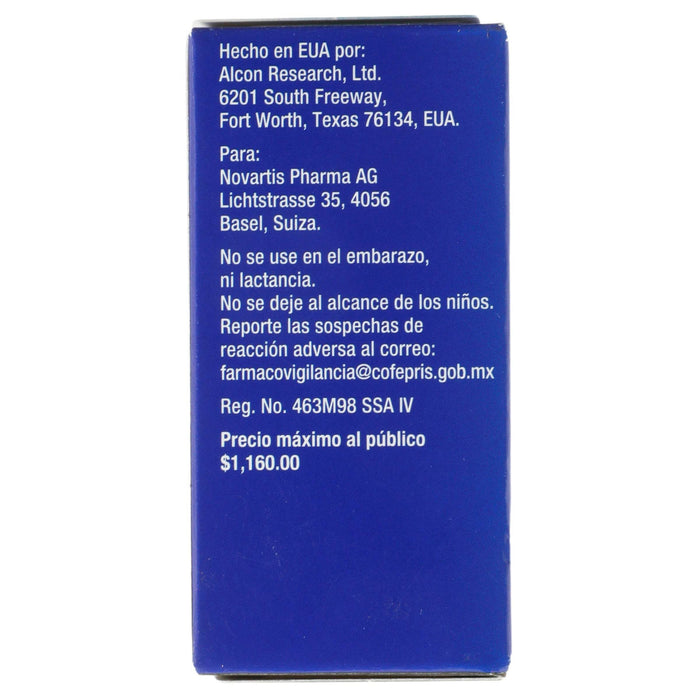 Hecho en EUA por:
Alcon Research, Ltd.
6201 South Freeway,
Fort Worth, Texas 76134, EUA.
Para:
Novartis Pharma AG
Lichtstrasse 35, 4056
Basel, Suiza.
No se use en el embarazo,
ni lactancia.
No se deje al alcance de los niños.
Reporte las sospechas de
reacción adversa al correo:
farmacovigilancia@cofepris.gob.mx
Reg. No. 463M98 SSA IV
Precio máximo al público
$1,160.00